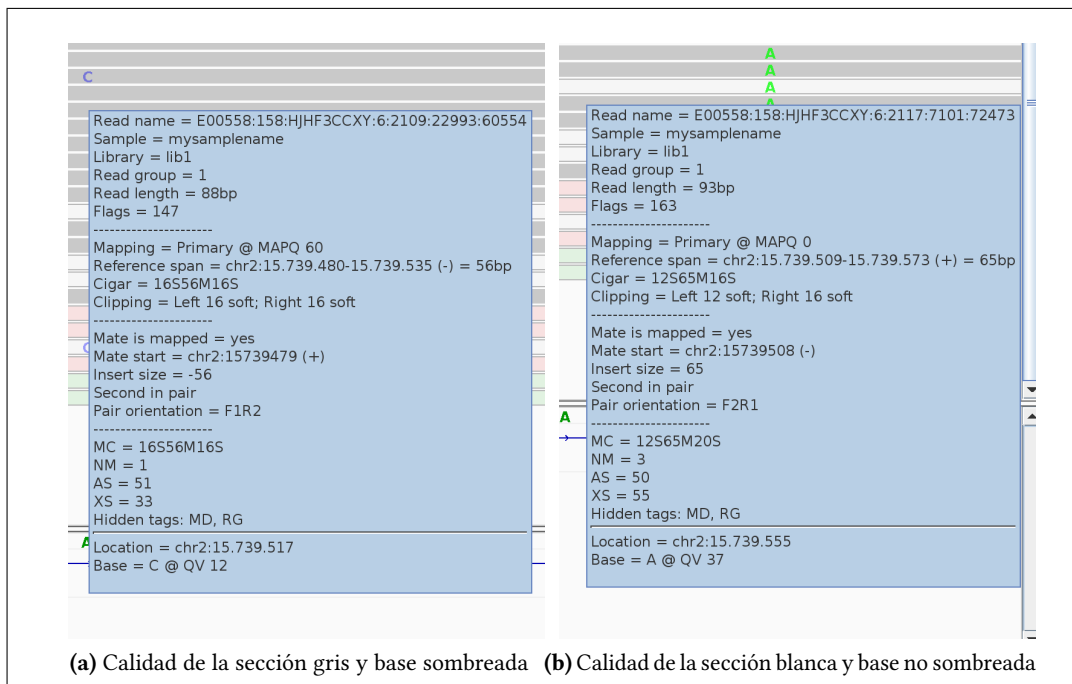 C
Read name = E00558:158:HJHF3CCXY:6:2109:22993:60554
Sample = mysamplename
Library = lib1
Read group = 1
Read length = 88bp
Flags = 147
----------------------
Mapping = Primary @ MAPQ 60
Reference span = chr2:15.739.480-15.739.535 (-) = 56bp
Cigar = 16S56M16S
Clipping = Left 16 soft; Right 16 soft
----------------------
Mate is mapped = yes
Mate start = chr2:15739479 (+)
Insert size = -56
Second in pair
Pair orientation = F1R2
----------------------
MC = 16S56M16S
NM = 1
AS = 51
XS = 33
Hidden tags: MD, RG
Location = chr2:15.739.517
Base = C @ QV 12
C
A
(a) Calidad de la sección gris y base sombreada
A
A
A
A
Read name = E00558:158:HJHF3CCXY:6:2117:7101:72473
Sample = mysamplename
Library = lib1
Read group = 1
Read length = 93bp
Flags = 163
----------------------
Mapping = Primary @ MAPQ 0
Reference span = chr2:15.739.509-15.739.573 (+) = 65bp
Cigar = 12S65M16S
Clipping = Left 12 soft; Right 16 soft
----------------------
Mate is mapped = yes
Mate start = chr2:15739508 (-)
Insert size = 65
Second in pair
Pair orientation = F2R1
----------------------
MC = 12S65M20S
NM = 3
AS = 50
XS = 55
Hidden tags: MD, RG
Location = chr2:15.739.555
Base = A @ QV 37
A
(b) Calidad de la sección blanca y base no sombreada